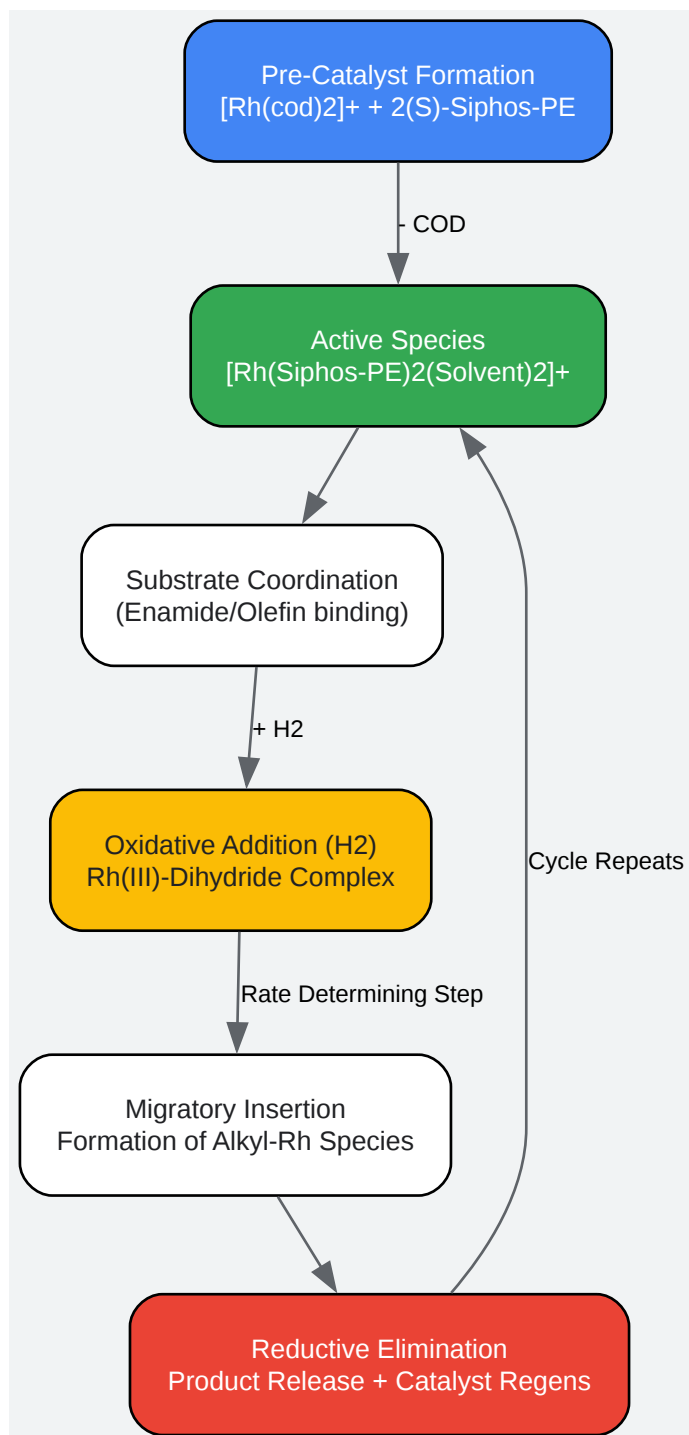 Pre-Catalyst Formation
[Rh(cod)2]+ + 2(S)-Siphos-PE
- COD
Active Species
[Rh(Siphos-PE)2(Solvent)2]+
Substrate Coordination
(Enamide/Olefin binding)
+ H2
Oxidative Addition (H2)
Rh(III)-Dihydride Complex
Cycle Repeats
Rate Determining Step
Migratory Insertion
Formation of Alkyl-Rh Species
Reductive Elimination
Product Release + Catalyst Regens